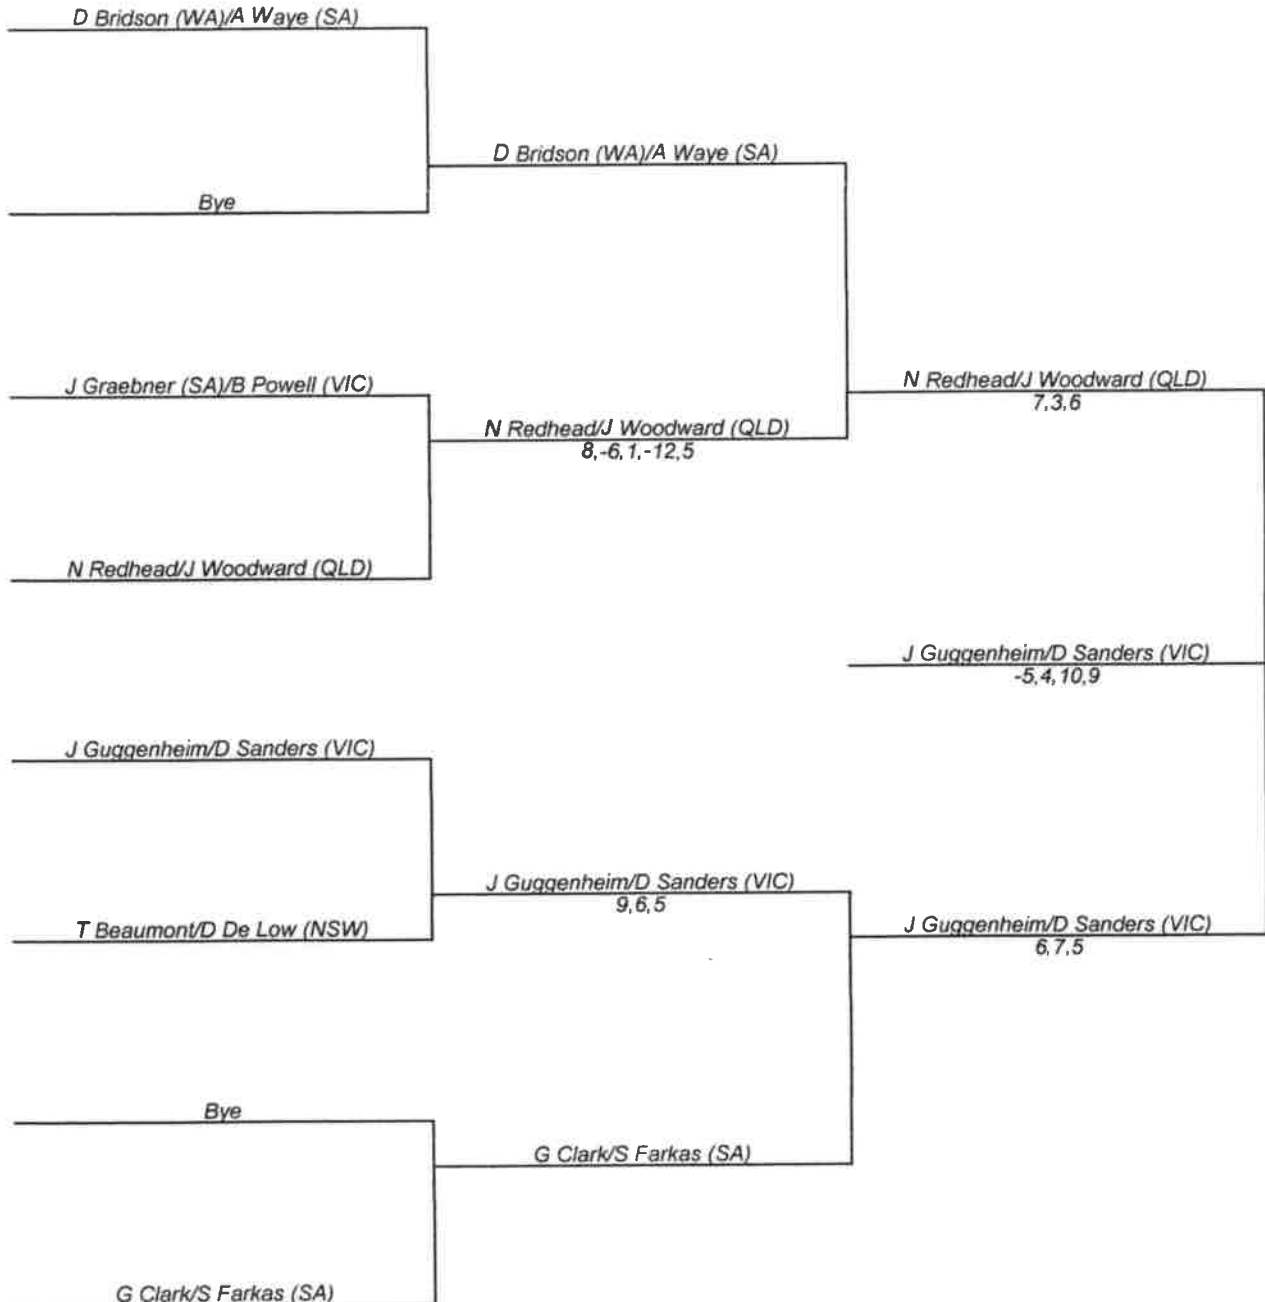 D Bridson (WA)/A Waye (SA)
D Bridson (WA)/A Waye (SA)
Bye
J Graebner (SA)/B Powell (VIC)
N Redhead/J Woodward (QLD)
7,3,6
N Redhead/J Woodward (QLD)
8,-6,1,-12,5
N Redhead/J Woodward (QLD)
J Guggenheim/D Sanders (VIC)
-5,4,10,9
J Guggenheim/D Sanders (VIC)
J Guggenheim/D Sanders (VIC)
9,6,5
T Beaumont/D De Low (NSW)
J Guggenheim/D Sanders (VIC)
6,7,5
Bye
G Clark/S Farkas (SA)
G Clark/S Farkas (SA)